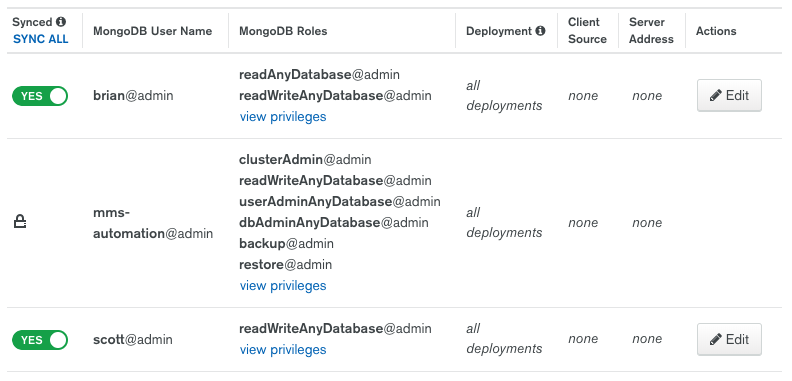 Synced
SYNC ALL
MongoDB User Name
MongoDB Roles
Deployment
Client
Source
Server
Address
Actions
YES
brian@admin
readAnyDatabase@admin
readWriteAnyDatabase@admin
view privileges
all
deployments
none
none
Edit
mms-
automation@admin
clusterAdmin@admin
readWriteAnyDatabase@admin
userAdminAnyDatabase@admin
dbAdminAnyDatabase@admin
backup@admin
restore@admin
view privileges
all
deployments
none
none
YES
scott@admin
readWriteAnyDatabase@admin
view privileges
all
deployments
none
none
Edit